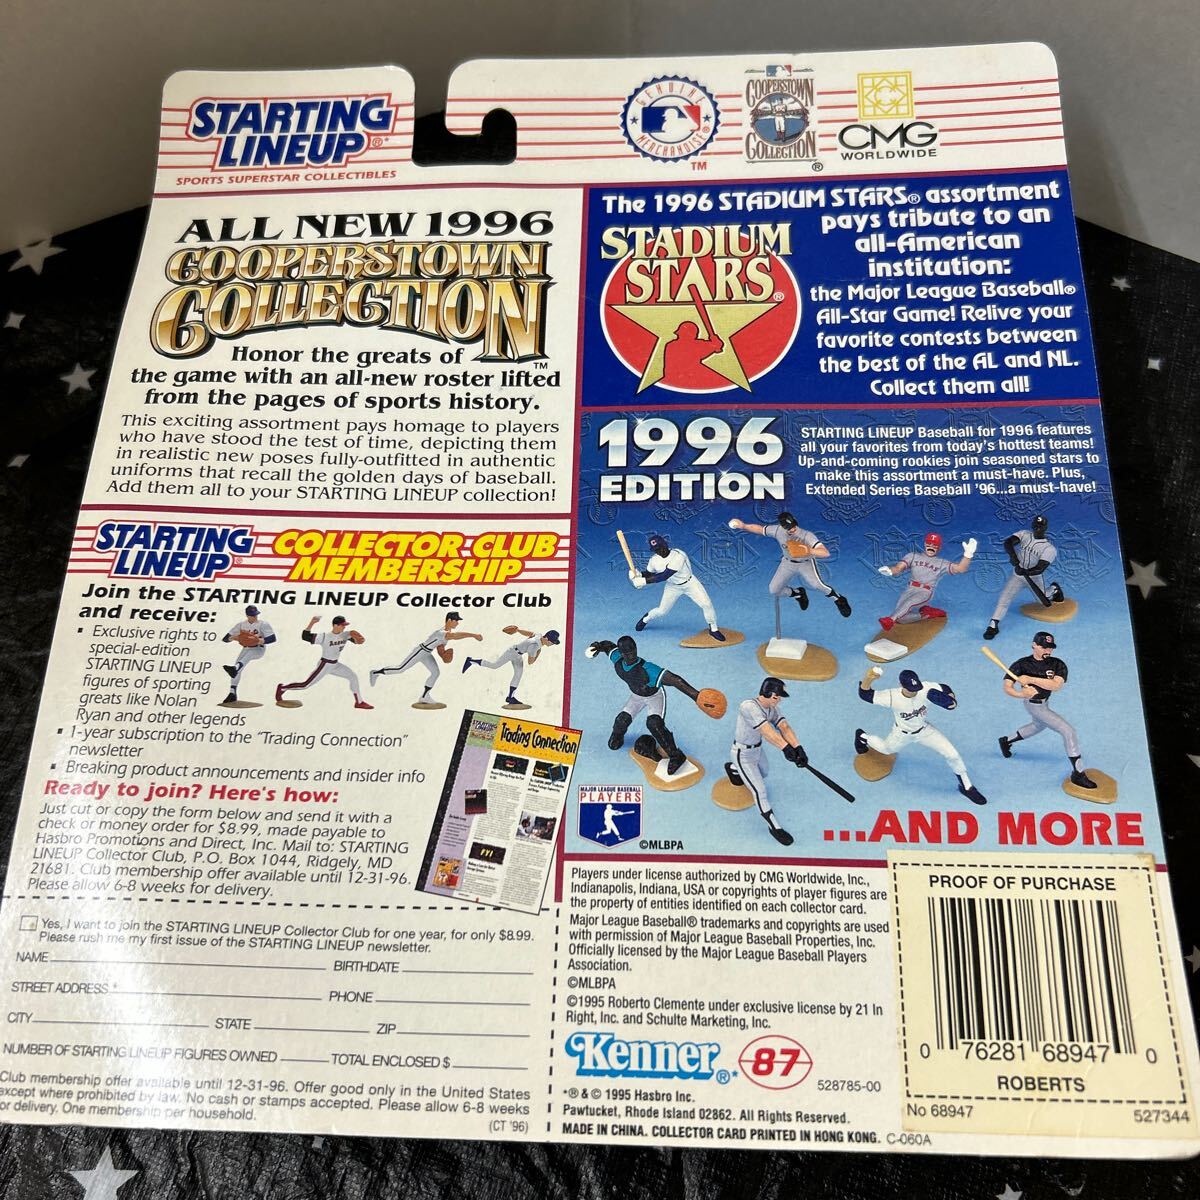 STARTING
LINEUP®
SPORTS SUPERSTAR COLLECTIBLES
GENUINE
MERCHANDISE®
TM
COOPERSTOWN
COLLECTION®
CMG
WORLDWIDE
ALL NEW 1996
COOPERSTOWN
COLLECTION™
Honor the greats of
the game with an all-new roster lifted
from the pages of sports history.
This exciting assortment pays homage to players
who have stood the test of time, depicting them
in realistic new poses fully-outfitted in authentic
uniforms that recall the golden days of baseball.
Add them all to your STARTING LINEUP collection!
The 1996 STADIUM STARS® assortment
pays tribute to an
all-American
institution:
the Major League Baseball®
All-Star Game! Relive your
favorite contests between
the best of the AL and NL.
Collect them all!
STADIUM
STARS®
1996
EDITION
STARTING LINEUP Baseball for 1996 features
all your favorites from today's hottest teams!
Up-and-coming rookies join seasoned stars to
make this assortment a must-have. Plus,
Extended Series Baseball '96...a must-have!
TEXAS
Dodgers
MAJOR LEAGUE BASEBALL
PLAYERS
©MLBPA
...AND MORE
STARTING
LINEUP®
COLLECTOR CLUB
MEMBERSHIP
Join the STARTING LINEUP Collector Club
and receive:
▪ Exclusive rights to
special-edition
STARTING LINEUP
figures of sporting
greats like Nolan
Ryan and other legends
▪ 1-year subscription to the "Trading Connection"
newsletter
▪ Breaking product announcements and insider info
Trading Connection
Ready to join? Here's how:
Just cut or copy the form below and send it with a
check or money order for $8.99, made payable to
Hasbro Promotions and Direct, Inc. Mail to: STARTING
LINEUP Collector Club, P.O. Box 1044, Ridgely, MD
21681. Club membership offer available until 12-31-96.
Please allow 6-8 weeks for delivery.
Yes, I want to join the STARTING LINEUP Collector Club for one year, for only $8.99.
Please rush me my first issue of the STARTING LINEUP newsletter.
NAME
BIRTHDATE
STREET ADDRESS
PHONE
CITY
STATE
ZIP
NUMBER OF STARTING LINEUP FIGURES OWNED
TOTAL ENCLOSED $
Club membership offer available until 12-31-96. Offer good only in the United States
except where prohibited by law. No cash or stamps accepted. Please allow 6-8 weeks
for delivery. One membership per household.
(CT '96)
Players under license authorized by CMG Worldwide, Inc.,
Indianapolis, Indiana, USA or copyrights of player figures are
the property of entities identified on each collector card.
Major League Baseball® trademarks and copyrights are used
with permission of Major League Baseball Properties, Inc.
Officially licensed by the Major League Baseball Players
Association.
©MLBPA
©1995 Roberto Clemente under exclusive license by 21 In
Right, Inc. and Schulte Marketing, Inc.
Kenner®*
87
528785-00
*® & © 1995 Hasbro Inc.
Pawtucket, Rhode Island 02862. All Rights Reserved.
MADE IN CHINA. COLLECTOR CARD PRINTED IN HONG KONG. C-060A
PROOF OF PURCHASE
0 76281 68947 0
ROBERTS
No 68947
527344